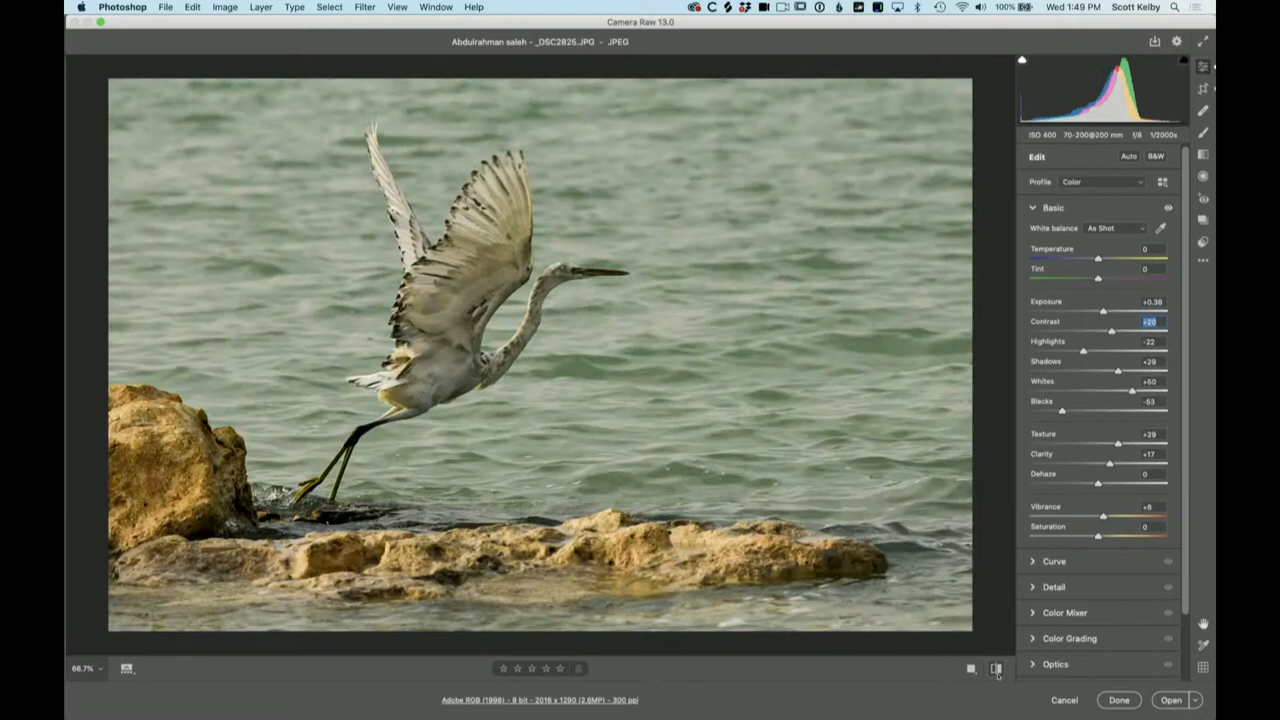 Photoshop File Edit Image Layer Type Select Filter View Window Help 100% Wed 1:49 PM Scott Kelby
Camera Raw 13.0
Abdulrahman saleh - _DSC2825.JPG - JPEG
ISO 400 70-200@200 mm f/8 1/2000s
Edit Auto B&W
Profile Color
Basic
White balance As Shot
Temperature 0
Tint 0
Exposure +0.38
Contrast +20
Highlights -22
Shadows +29
Whites +50
Blacks -53
Texture +29
Clarity +17
Dehaze 0
Vibrance +8
Saturation 0
Curve
Detail
Color Mixer
Color Grading
Optics
66.7%
Adobe RGB (1998) - 8 bit - 2016 x 1290 (2.6MP) - 300 ppi
Cancel Done Open